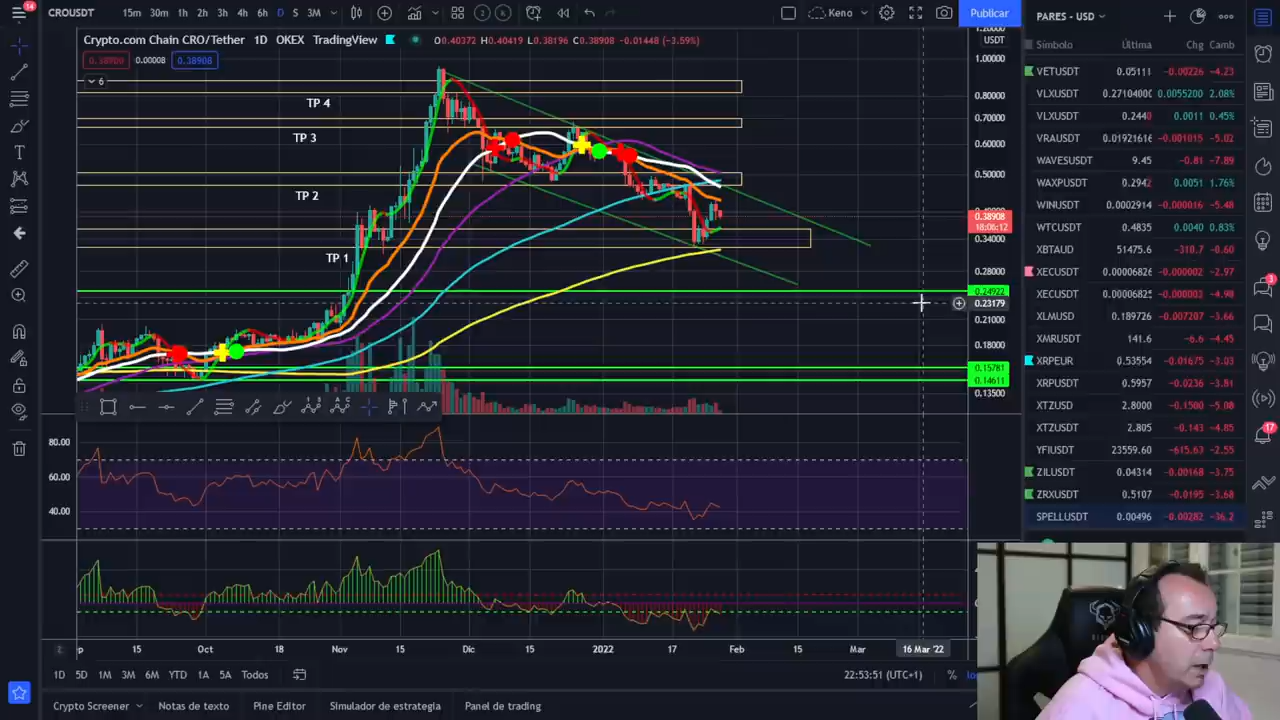 14
CROUSDT
15m 30m 1h 2h 3h 4h 6h D S 3M
2
K
Keno
Publicar
Crypto.com Chain CRO/Tether 1D OKEX TradingView O0.40372 H0.40419 L0.38196 C0.38908 -0.01448 (-3.59%)
0.38900 0.00008 0.38908
6
USDT
1.00000
0.80000
0.70000
0.60000
0.50000
0.38908
18:06:12
0.34000
0.28000
0.24922
0.23179
0.21000
0.18000
0.15781
0.14611
0.13500
TP 4
TP 3
TP 2
TP 1
80.00
60.00
40.00
15 Oct 18 Nov 15 Dic 15 2022 17 Feb 15 Mar 16 Mar '22
1D 5D 1M 3M 6M YTD 1A 5A Todos
22:53:51 (UTC+1)
%
Crypto Screener Notas de texto Pine Editor Simulador de estrategia Panel de trading
PARES - USD
Símbolo Última Chg Camb
VETUSDT 0.05111 -0.00226 -4.23
VLXUSDT 0.27104000 0.0055200 2.08%
VLXUSDT 0.2440 0.0011 0.45%
VRAUSDT 0.01921616 -0.001015 -5.02
WAVESUSDT 9.45 -0.81 -7.89
WAXPUSDT 0.2942 0.0051 1.76%
WINUSDT 0.0002914 -0.000016 -5.48
WTCUSDT 0.4835 0.0040 0.83%
XBTAUD 51475.6 -310.7 -0.60
XECUSDT 0.00006826 -0.000002 -2.97
XECUSDT 0.00006825 -0.000003 -4.98
XLMUSD 0.189726 -0.007207 -3.66
XMRUSDT 141.6 -6.6 -4.45
XRPEUR 0.53554 -0.01675 -3.03
XRPUSDT 0.5957 -0.0236 -3.81
XTZUSD 2.8000 -0.1500 -5.08
XTZUSDT 2.805 -0.143 -4.85
YFIUSDT 23559.60 -615.63 -2.55
ZILUSDT 0.04314 -0.00168 -3.75
ZRXUSDT 0.5107 -0.0195 -3.68
SPELLUSDT 0.00496 -0.00282 -36.2
3
17